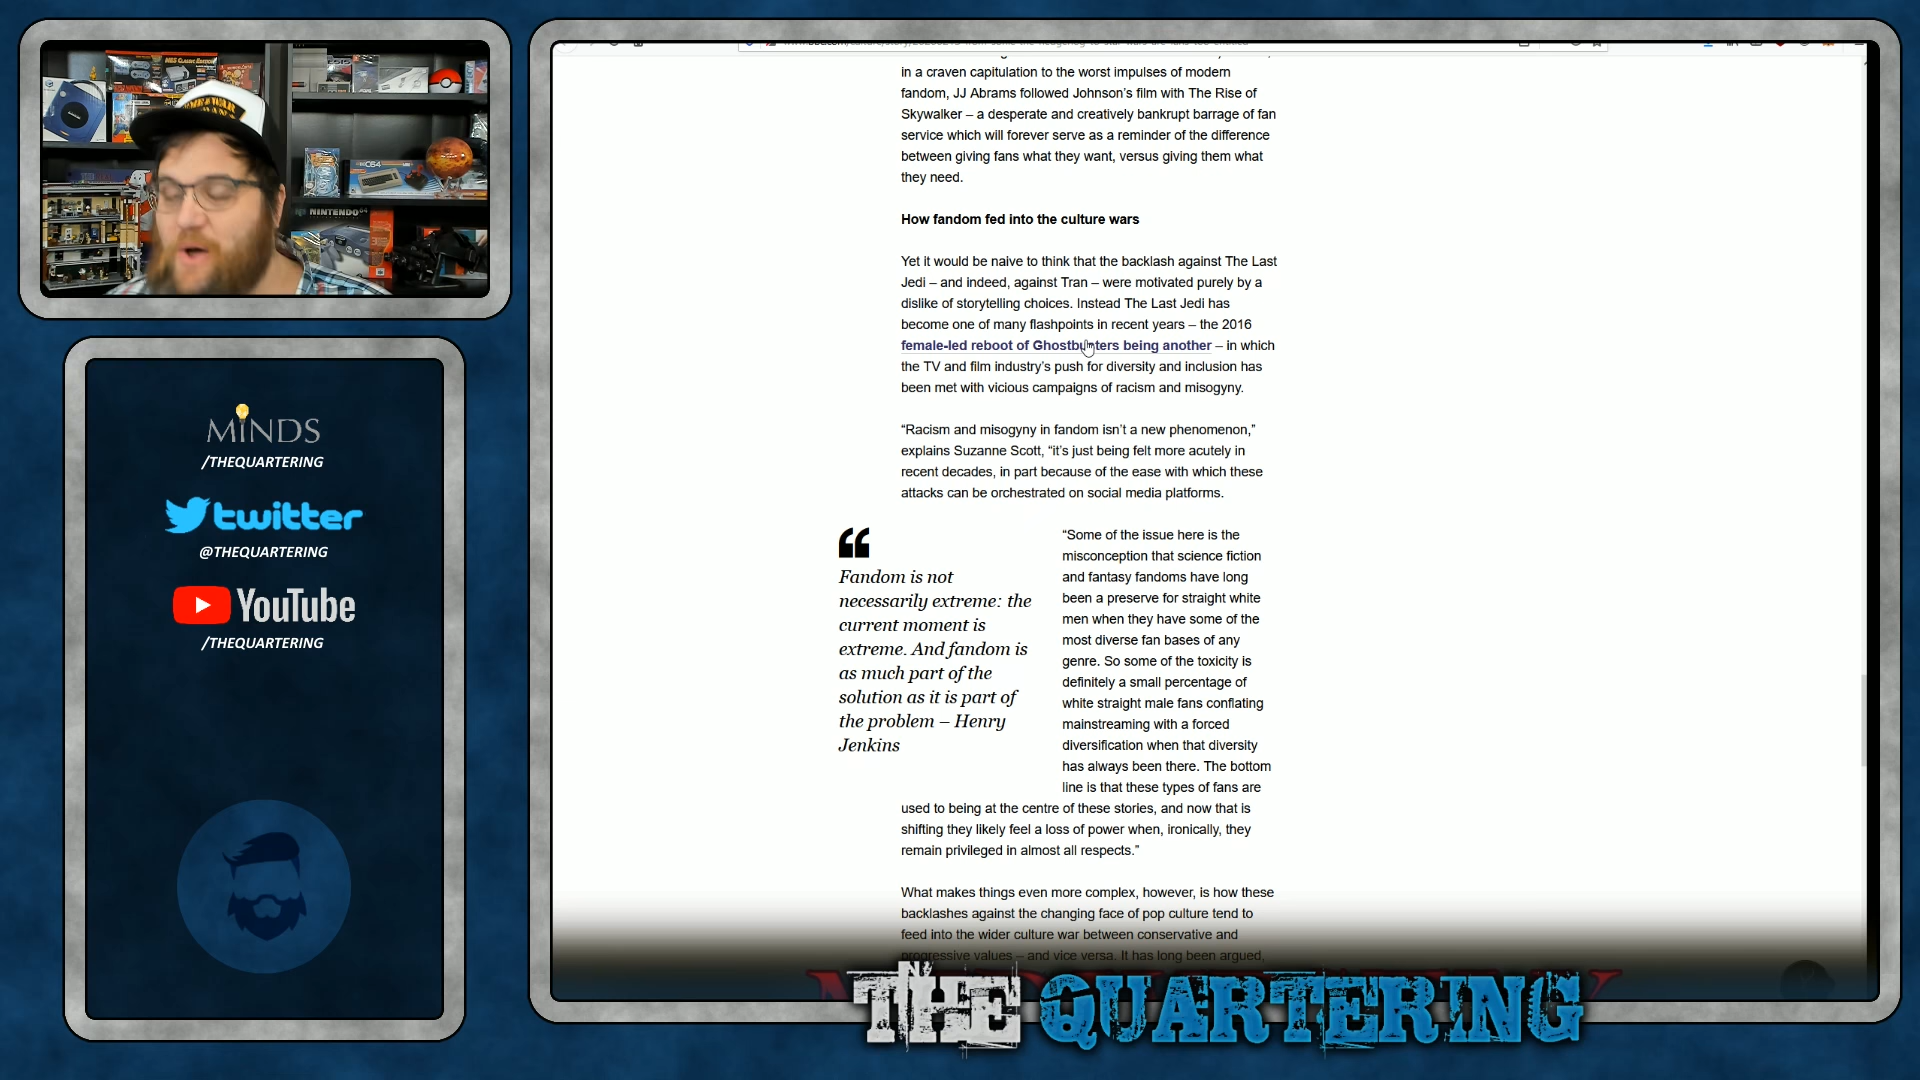 in a craven capitulation to the worst impulses of modern
fandom, JJ Abrams followed Johnson's film with The Rise of
Skywalker – a desperate and creatively bankrupt barrage of fan
service which will forever serve as a reminder of the difference
between giving fans what they want, versus giving them what
they need.
How fandom fed into the culture wars
Yet it would be naive to think that the backlash against The Last
Jedi – and indeed, against Tran – were motivated purely by a
dislike of storytelling choices. Instead The Last Jedi has
become one of many flashpoints in recent years – the 2016
female-led reboot of Ghostbusters being another – in which
the TV and film industry's push for diversity and inclusion has
been met with vicious campaigns of racism and misogyny.
“Racism and misogyny in fandom isn't a new phenomenon,”
explains Suzanne Scott, “it's just being felt more acutely in
recent decades, in part because of the ease with which these
attacks can be orchestrated on social media platforms.
“
Fandom is not
necessarily extreme: the
current moment is
extreme. And fandom is
as much part of the
solution as it is part of
the problem – Henry
Jenkins
“Some of the issue here is the
misconception that science fiction
and fantasy fandoms have long
been a preserve for straight white
men when they have some of the
most diverse fan bases of any
genre. So some of the toxicity is
definitely a small percentage of
white straight male fans conflating
mainstreaming with a forced
diversification when that diversity
has always been there. The bottom
line is that these types of fans are
used to being at the centre of these stories, and now that is
shifting they likely feel a loss of power when, ironically, they
remain privileged in almost all respects.”
What makes things even more complex, however, is how these
backlashes against the changing face of pop culture tend to
feed into the wider culture war between conservative and
progressive values – and vice versa. It has long been argued,
MINDS
/THEQUARTERING
twitter
@THEQUARTERING
YouTube
/THEQUARTERING
THE QUARTERING
NES CLASSIC EDITION
C64
NINTENDO64